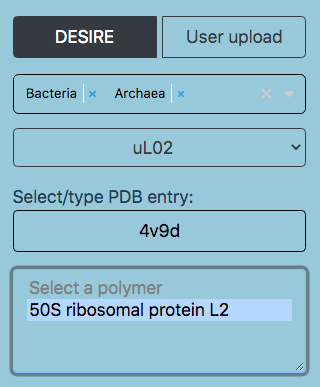 DESIRE User upload
Bacteria × Archaea × ×
uL02
Select/type PDB entry:
4v9d
Select a polymer
50S ribosomal protein L2